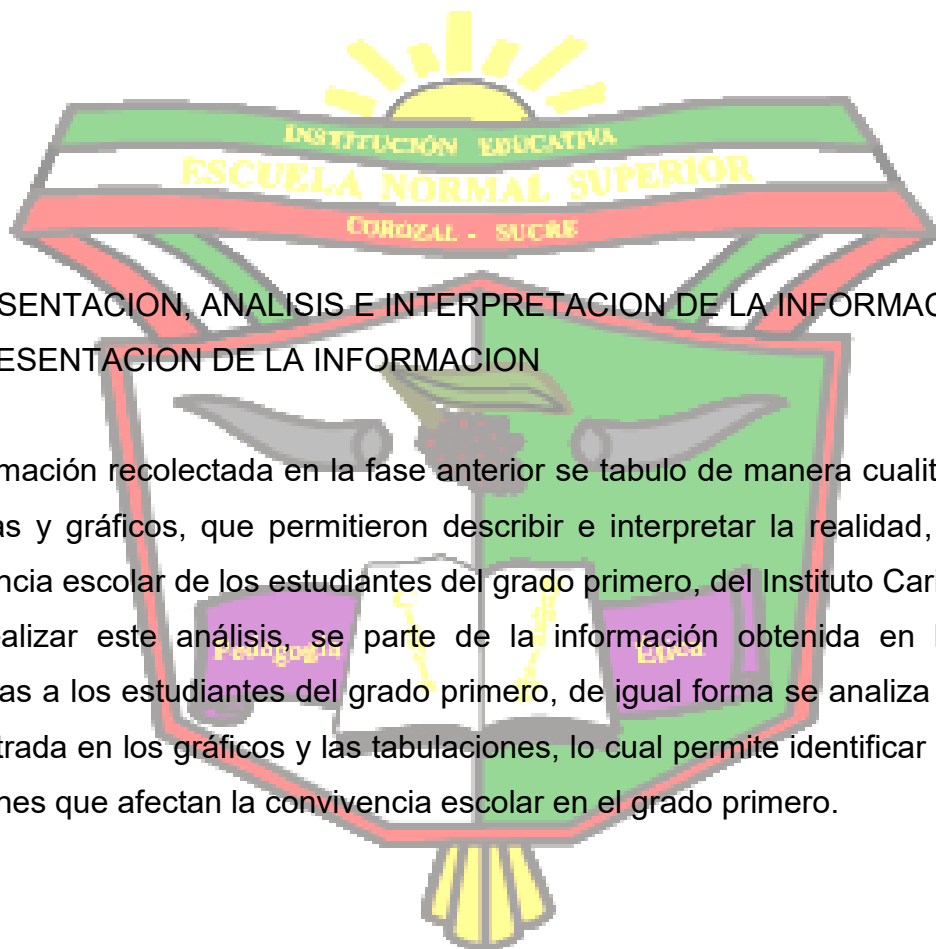 INSTITUCIÓN EDUCATIVA
ESCUELA NORMAL SUPERIOR
COROZAL - SUCRE
SENTACION, ANALISIS E INTERPRETACION DE LA INFORMAC
ESENTACION DE LA INFORMACION
rmación recolectada en la fase anterior se tabulo de manera cualit
as y gráficos, que permitieron describir e interpretar la realidad,
ncia escolar de los estudiantes del grado primero, del Instituto Cari
ealizar este análisis, se parte de la información obtenida en l
as a los estudiantes del grado primero, de igual forma se analiza
Pedagogía Ética
trada en los gráficos y las tabulaciones, lo cual permite identificar
nes que afectan la convivencia escolar en el grado primero.